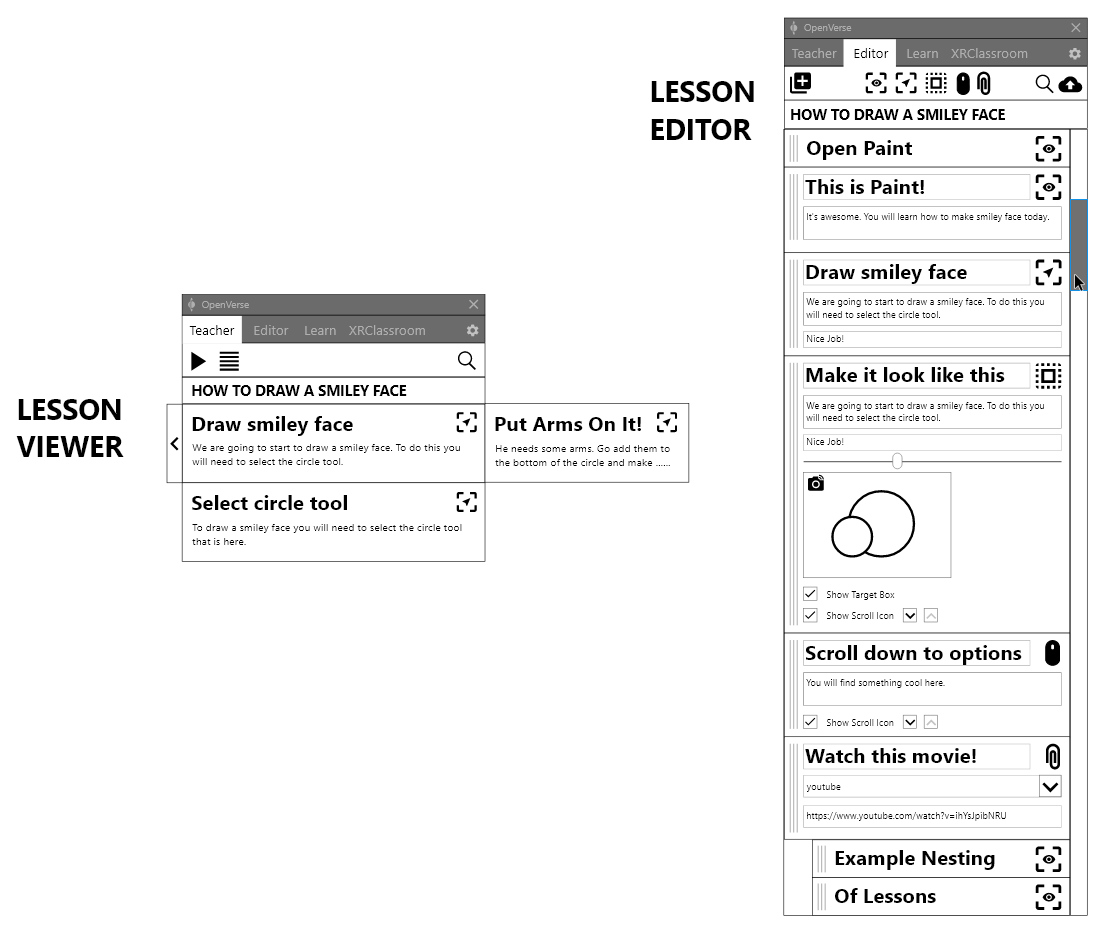 LESSON
VIEWER
OpenVerse
Teacher Editor Learn XRClassroom
HOW TO DRAW A SMILEY FACE
Draw smiley face
We are going to start to draw a smiley face. To do this you
will need to select the circle tool.
Put Arms On It!
He needs some arms. Go add them to
the bottom of the circle and make ......
Select circle tool
To draw a smiley face you will need to select the circle tool
that is here.
LESSON
EDITOR
OpenVerse
Teacher Editor Learn XRClassroom
HOW TO DRAW A SMILEY FACE
Open Paint
This is Paint!
It's awesome. You will learn how to make smiley face today.
Draw smiley face
We are going to start to draw a smiley face. To do this you
will need to select the circle tool.
Nice Job!
Make it look like this
We are going to start to draw a smiley face. To do this you
will need to select the circle tool.
Nice Job!
Show Target Box
Show Scroll Icon
Scroll down to options
You will find something cool here.
Show Scroll Icon
Watch this movie!
youtube
https://www.youtube.com/watch?v=ihYsJpibNRU
Example Nesting
Of Lessons